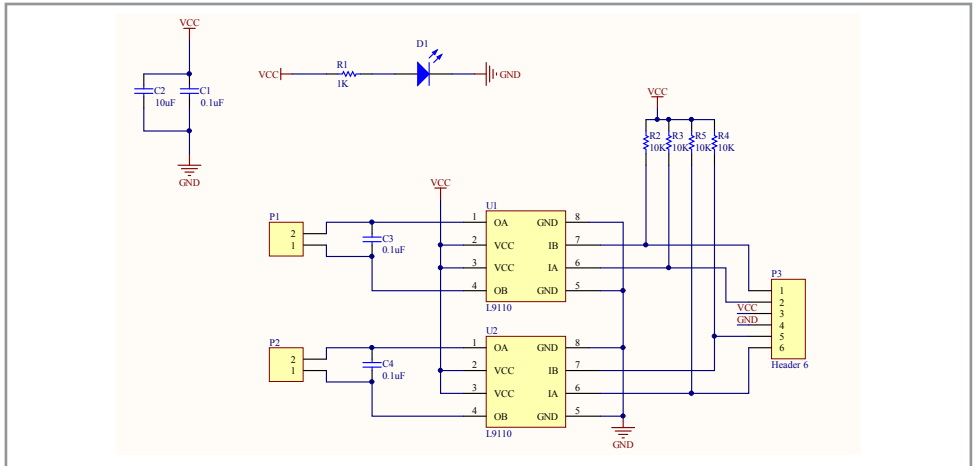 VCC
D1
R1
VCC
GND
1K
C2
C1
10uF
0.1uF
VCC
R2
R3
R5
R4
10K
10K
10K
10K
GND
VCC
P1
2
1
C3
0.1uF
U1
1
OA
GND
8
2
VCC
IB
7
3
VCC
IA
6
4
OB
GND
5
L9110
P3
1
2
VCC
3
GND
4
5
6
Header 6
P2
2
1
C4
0.1uF
U2
1
OA
GND
8
2
VCC
IB
7
3
VCC
IA
6
4
OB
GND
5
L9110
GND